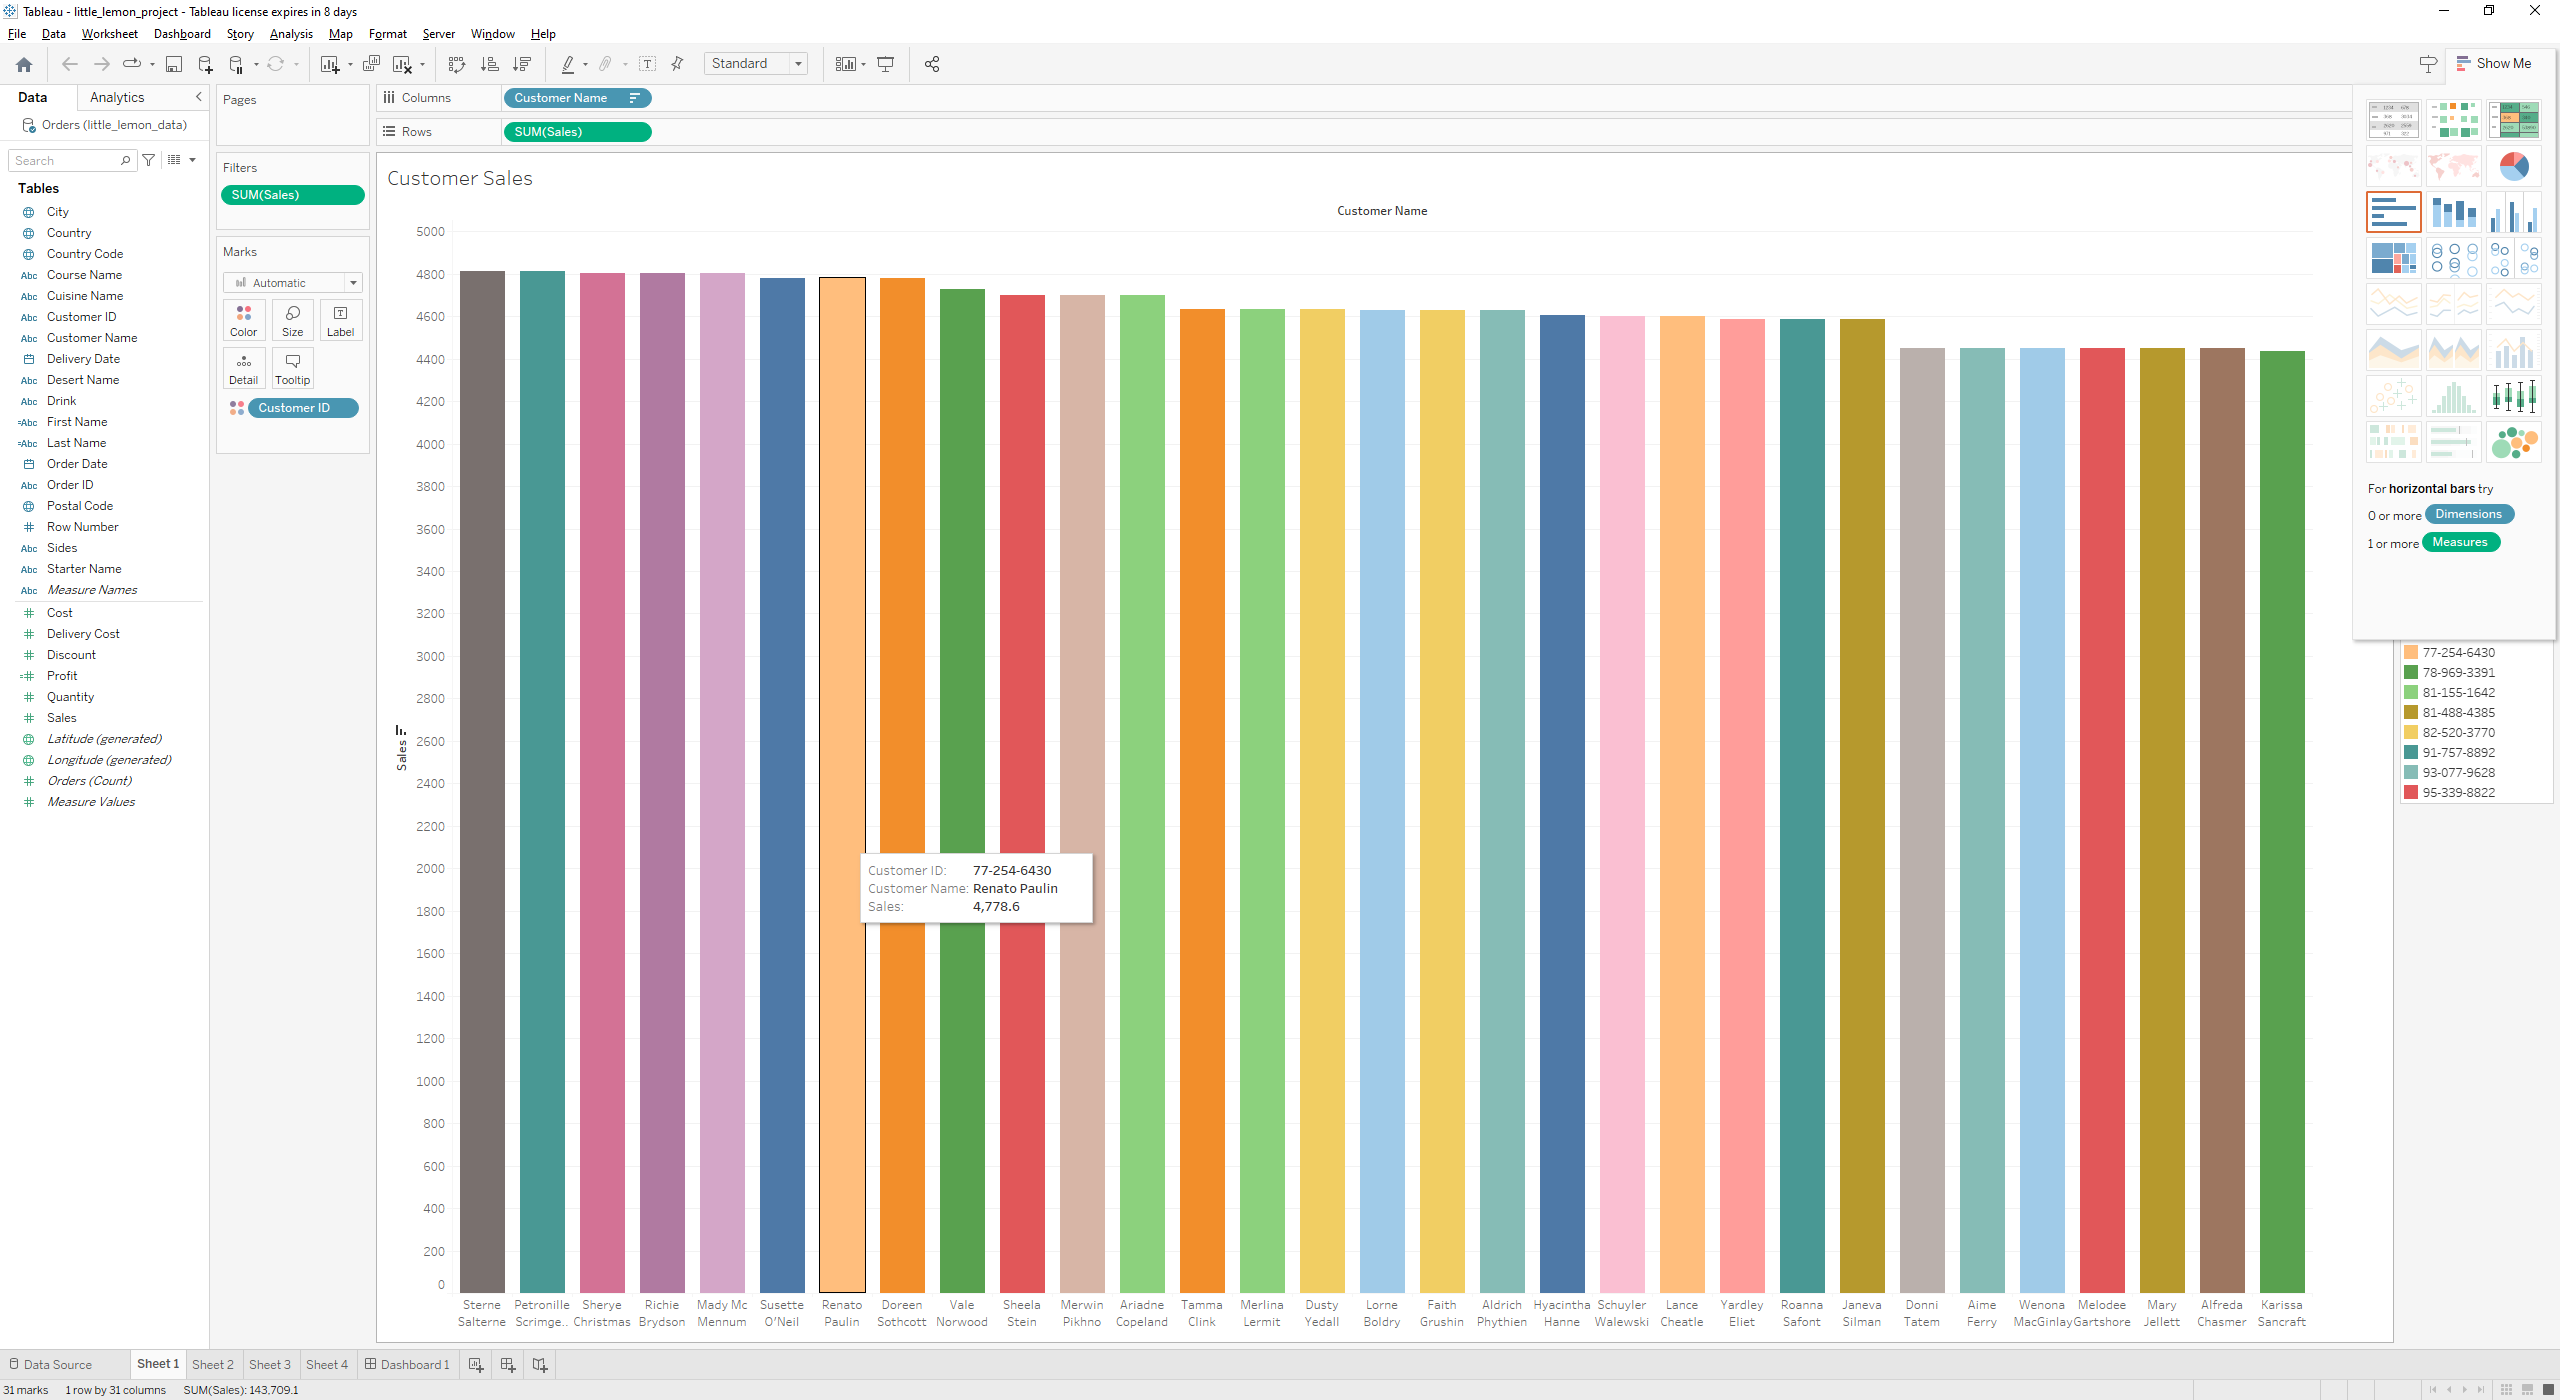 Tableau - little_lemon_project - Tableau license expires in 8 days
File Data Worksheet Dashboard Story Analysis Map Format Server Window Help
Standard
Show Me
Data Analytics
Orders (little_lemon_data)
Search
Tables
City
Country
Country Code
Abc Course Name
Abc Cuisine Name
Abc Customer ID
Abc Customer Name
Delivery Date
Abc Desert Name
Abc Drink
=Abc First Name
=Abc Last Name
Order Date
Abc Order ID
Postal Code
# Row Number
Abc Sides
Abc Starter Name
Abc Measure Names
# Cost
# Delivery Cost
# Discount
=# Profit
# Quantity
# Sales
Latitude (generated)
Longitude (generated)
# Orders (Count)
# Measure Values
Pages
Filters
SUM(Sales)
Marks
Automatic
Color Size Label
Detail Tooltip
Customer ID
Columns Customer Name
Rows SUM(Sales)
Customer Sales
Customer Name
5000
4800
4600
4400
4200
4000
3800
3600
3400
3200
3000
2800
2600
2400
2200
2000
1800
1600
1400
1200
1000
800
600
400
200
0
Sales
Customer ID: 77-254-6430
Customer Name: Renato Paulin
Sales: 4,778.6
Sterne Salterne
Petronille Scrimge..
Sherye Christmas
Richie Brydson
Mady Mc Mennum
Susette O'Neil
Renato Paulin
Doreen Sothcott
Vale Norwood
Sheela Stein
Merwin Pikhno
Ariadne Copeland
Tamma Clink
Merlina Lermit
Dusty Yedall
Lorne Boldry
Faith Grushin
Aldrich Phythien
Hyacintha Hanne
Schuyler Walewski
Lance Cheatle
Yardley Eliet
Roanna Safont
Janeva Silman
Donni Tatem
Aime Ferry
Wenona MacGinlay
Melodee Gartshore
Mary Jellett
Alfreda Chasmer
Karissa Sancraft
For horizontal bars try
0 or more Dimensions
1 or more Measures
77-254-6430
78-969-3391
81-155-1642
81-488-4385
82-520-3770
91-757-8892
93-077-9628
95-339-8822
Data Source Sheet 1 Sheet 2 Sheet 3 Sheet 4 Dashboard 1
31 marks 1 row by 31 columns SUM(Sales): 143,709.1